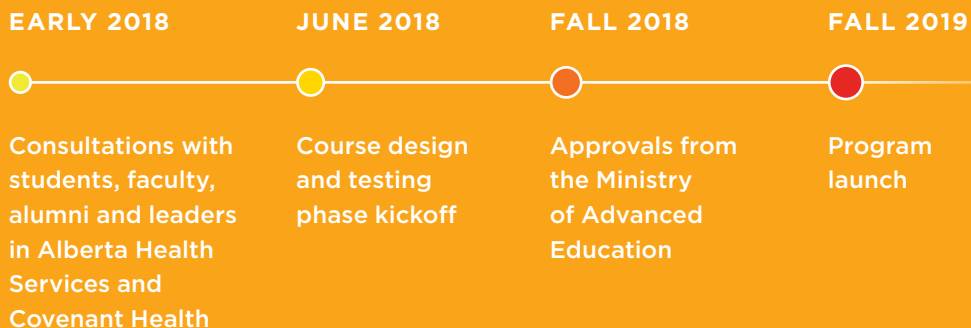 EARLY 2018
Consultations with
students, faculty,
alumni and leaders
in Alberta Health
Services and
Covenant Health
JUNE 2018
Course design
and testing
phase kickoff
FALL 2018
Approvals from
the Ministry
of Advanced
Education
FALL 2019
Program
launch